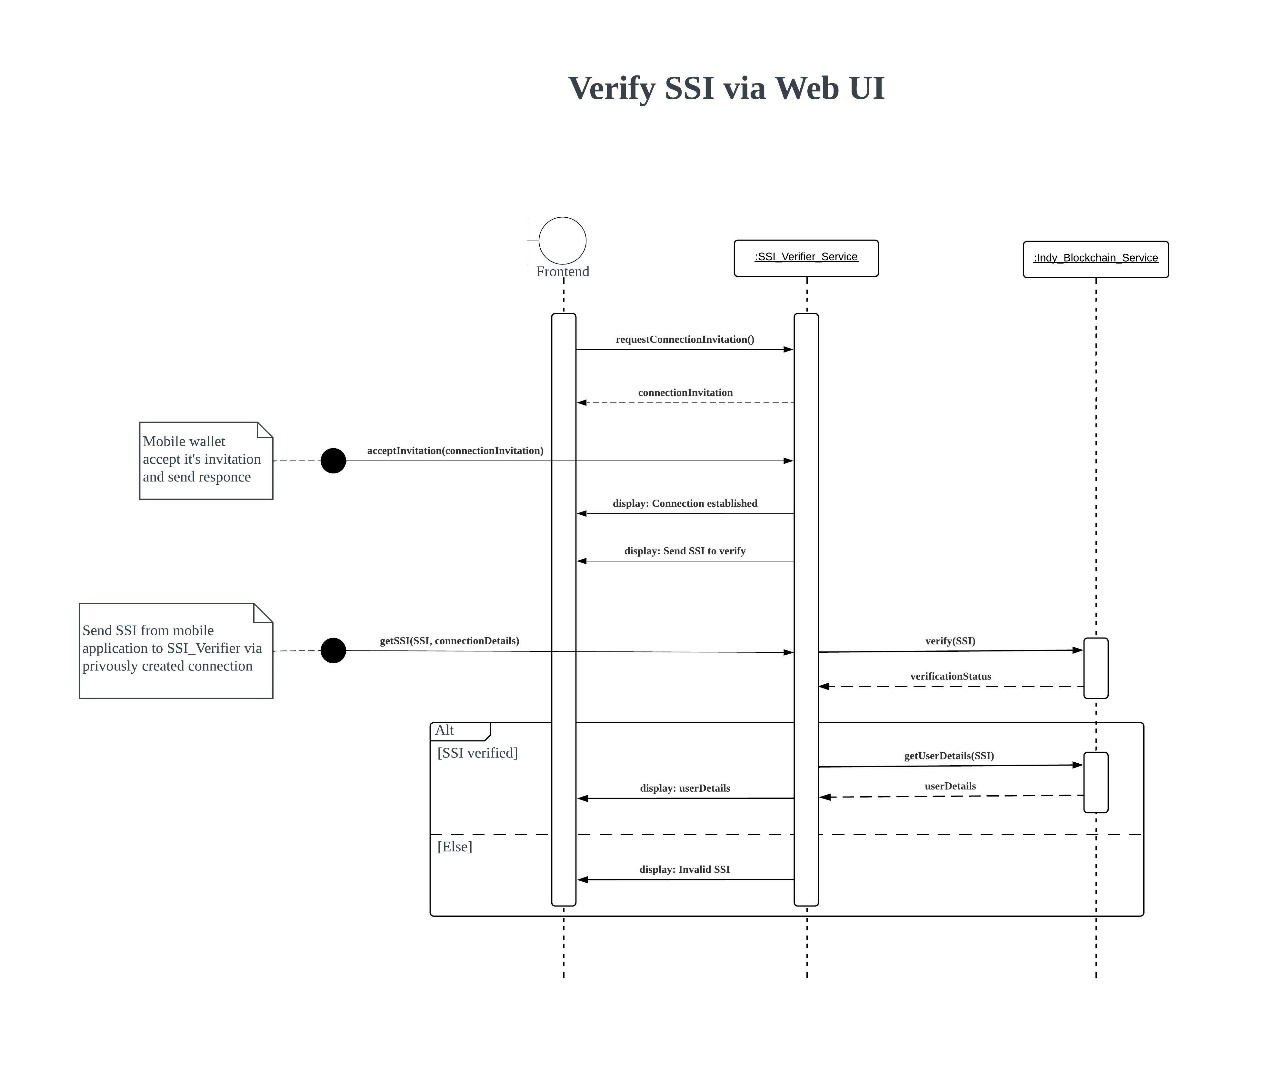 Verify SSI via Web UI
Frontend
:SSI_Verifier_Service
:Indy_Blockchain_Service
requestConnectionInvitation()
connectionInvitation
Mobile wallet
accept it's invitation
and send responce
acceptInvitation(connectionInvitation)
display: Connection established
display: Send SSI to verify
Send SSI from mobile
application to SSI_Verifier via
privously created connection
getSSI(SSI, connectionDetails)
verify(SSI)
verificationStatus
Alt
[SSI verified]
getUserDetails(SSI)
userDetails
display: userDetails
[Else]
display: Invalid SSI